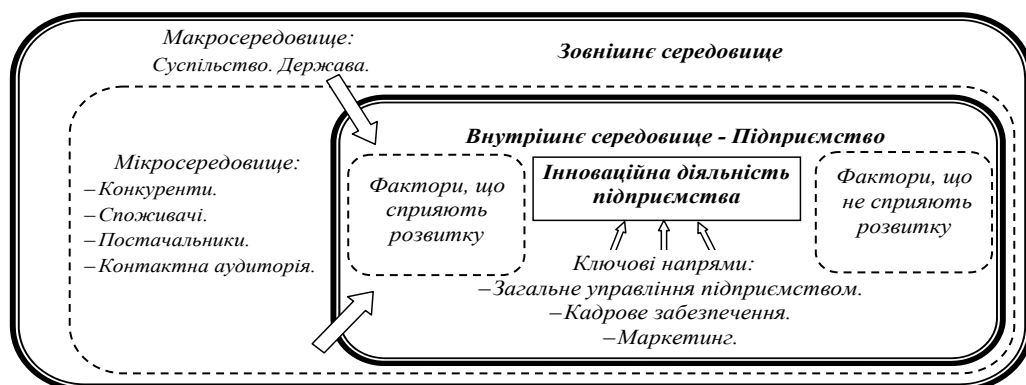 Макросередовище:
Суспільство. Держава.
Зовнішнє середовище
Внутрішнє середовище - Підприємство
Мікросередовище:
–Конкуренти.
–Споживачі.
–Постачальники.
–Контактна аудиторія.
Фактори, що
сприяють
розвитку
Інноваційна діяльність
підприємства
Фактори, що
не сприяють
розвитку
Ключові напрями:
–Загальне управління підприємством.
–Кадрове забезпечення.
–Маркетинг.